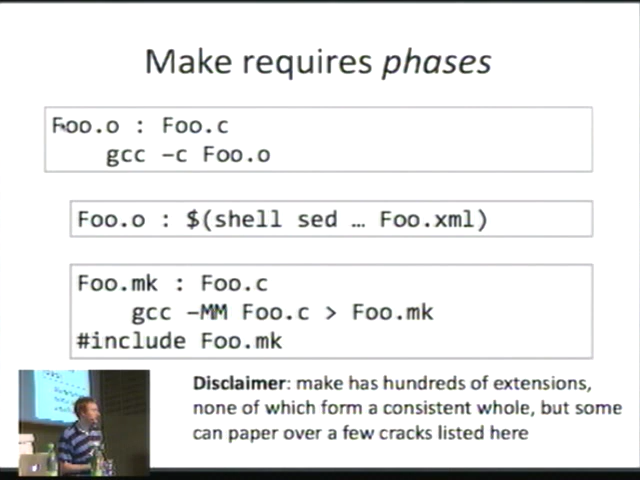 Make requires phases
Foo.o : Foo.c
gcc -c Foo.o
Foo.o : $(shell sed … Foo.xml)
Foo.mk : Foo.c
gcc -MM Foo.c > Foo.mk
#include Foo.mk
Disclaimer: make has hundreds of extensions,
none of which form a consistent whole, but some
can paper over a few cracks listed here